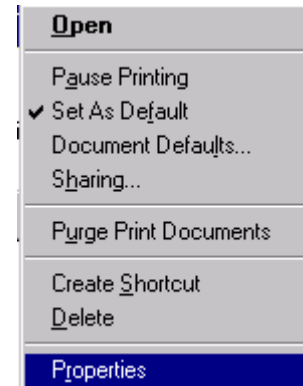 Open
Pause Printing
Set As Default
Document Defaults...
Sharing...
Purge Print Documents
Create Shortcut
Delete
Properties